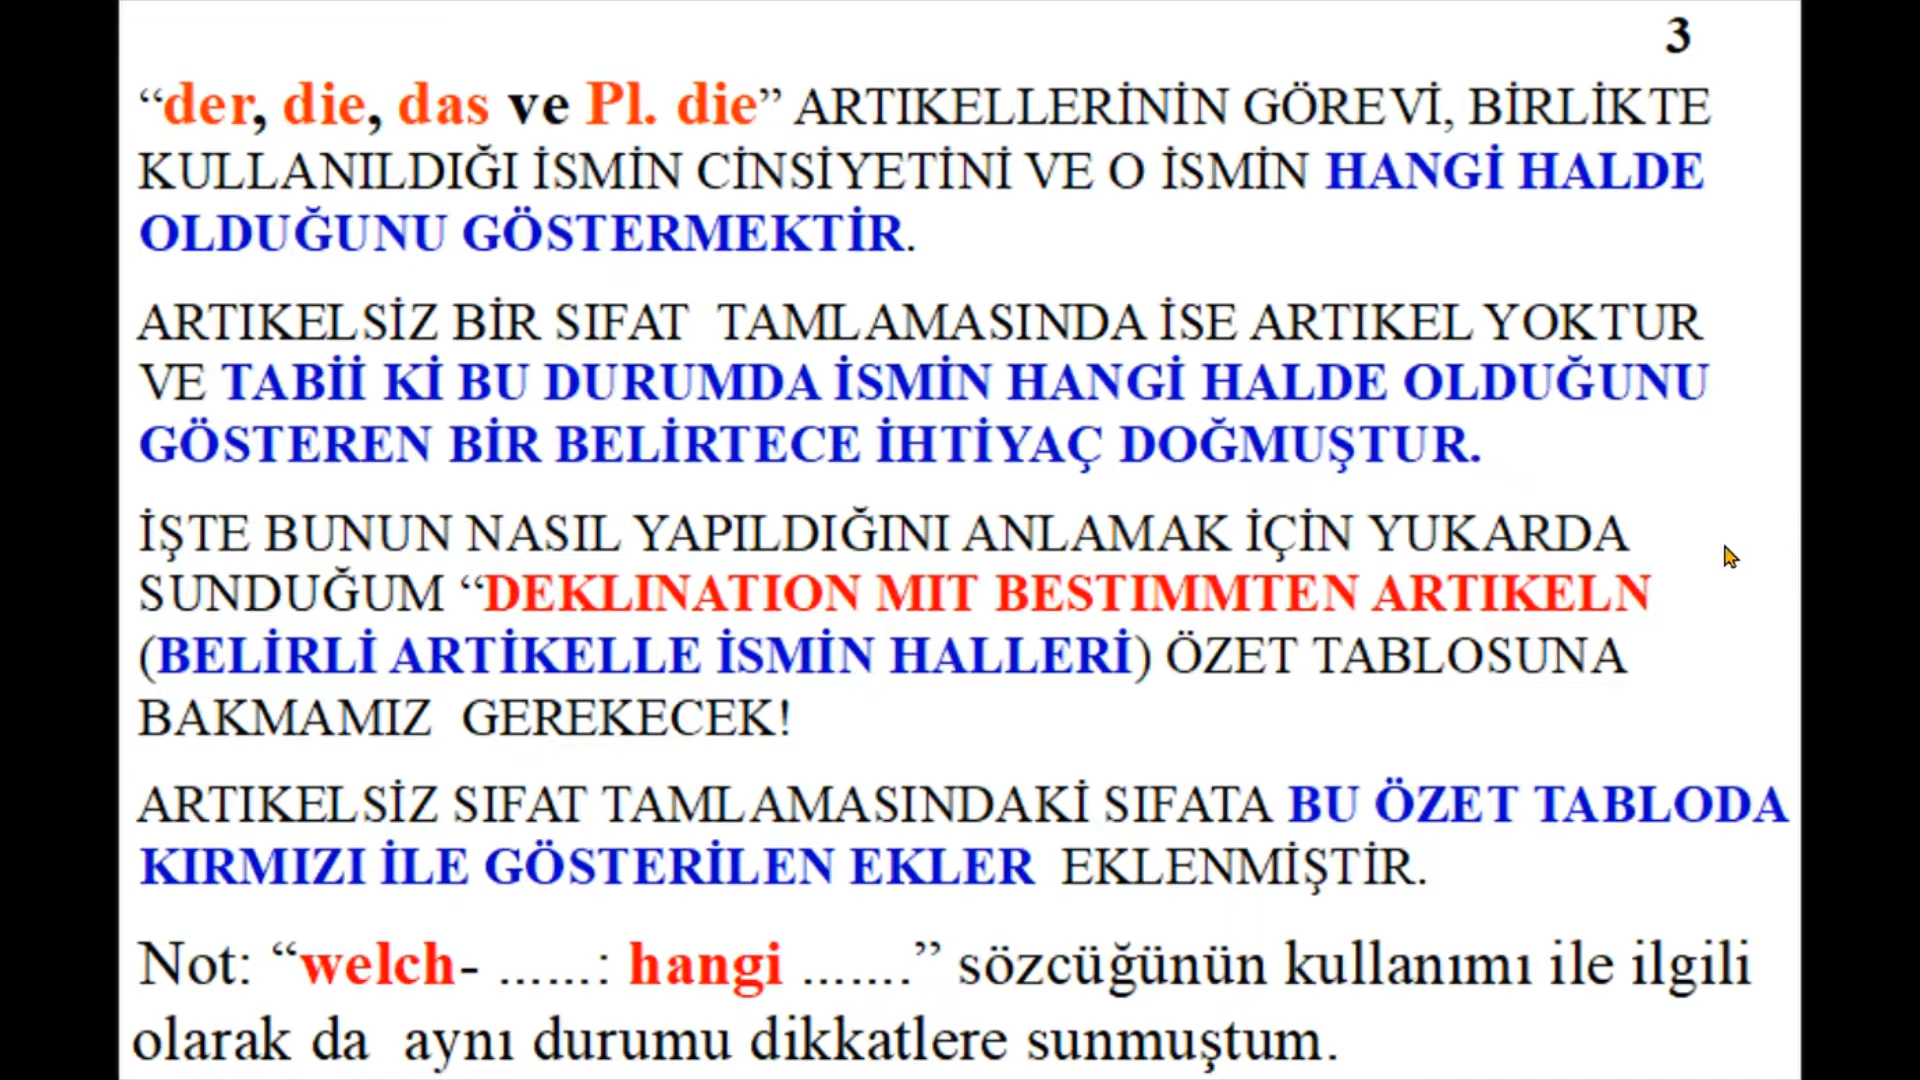 3
“der, die, das ve Pl. die” ARTIKELLERİNİN GÖREVİ, BİRLİKTE
KULLANILDIĞI İSMİN CİNSİYETİNİ VE O İSMİN HANGİ HALDE
OLDUĞUNU GÖSTERMEKTİR.
ARTIKELSİZ BİR SIFAT TAMLAMASINDA İSE ARTIKEL YOKTUR
VE TABİİ Kİ BU DURUMDA İSMİN HANGİ HALDE OLDUĞUNU
GÖSTEREN BİR BELİRTECE İHTİYAÇ DOĞMUŞTUR.
İŞTE BUNUN NASIL YAPILDIĞINI ANLAMAK İÇİN YUKARDA
SUNDUĞUM “DEKLINATION MIT BESTIMMTEN ARTIKELN
(BELİRLİ ARTİKELLE İSMİN HALLERİ) ÖZET TABLOSUNA
BAKMAMIZ GEREKECEK!
ARTIKELSİZ SIFAT TAMLAMASINDAKİ SIFATA BU ÖZET TABLODA
KIRMIZI İLE GÖSTERİLEN EKLER EKLENMİŞTİR.
Not: “welch- ......: hangi .......” sözcüğünün kullanımı ile ilgili
olarak da aynı durumu dikkatlere sunmuştum.